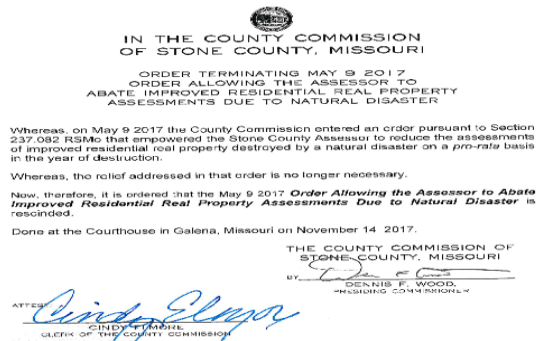 IN THE COUNTY COMMISSION
OF STONE COUNTY, MISSOURI
ORDER TERMINATING MAY 9 2017
ORDER ALLOWING THE ASSESSOR TO
ABATE IMPROVED RESIDENTIAL REAL PROPERTY
ASSESSMENTS DUE TO NATURAL DISASTER
Whereas, on May 9 2017 the County Commission entered an order pursuant to Section
237.082 RSMo that empowered the Stone County Assessor to reduce the assessments
of improved residential real property destroyed by a natural disaster on a pro-rata basis
in the year of destruction.
Whereas, the relief addressed in that order is no longer necessary.
Now, therefore, it is ordered that the May 9 2017 Order Allowing the Assessor to Abate
Improved Residential Real Property Assessments Due to Natural Disaster is
rescinded.
Done at the Courthouse in Galena, Missouri on November 14 2017.
THE COUNTY COMMISSION OF
STONE COUNTY, MISSOURI
BY
DENNIS F. WOOD,
PRESIDING COMMISSIONER
ATTEST
Cindy Elmore
CINDY ELMORE
CLERK OF THE COUNTY COMMISSION